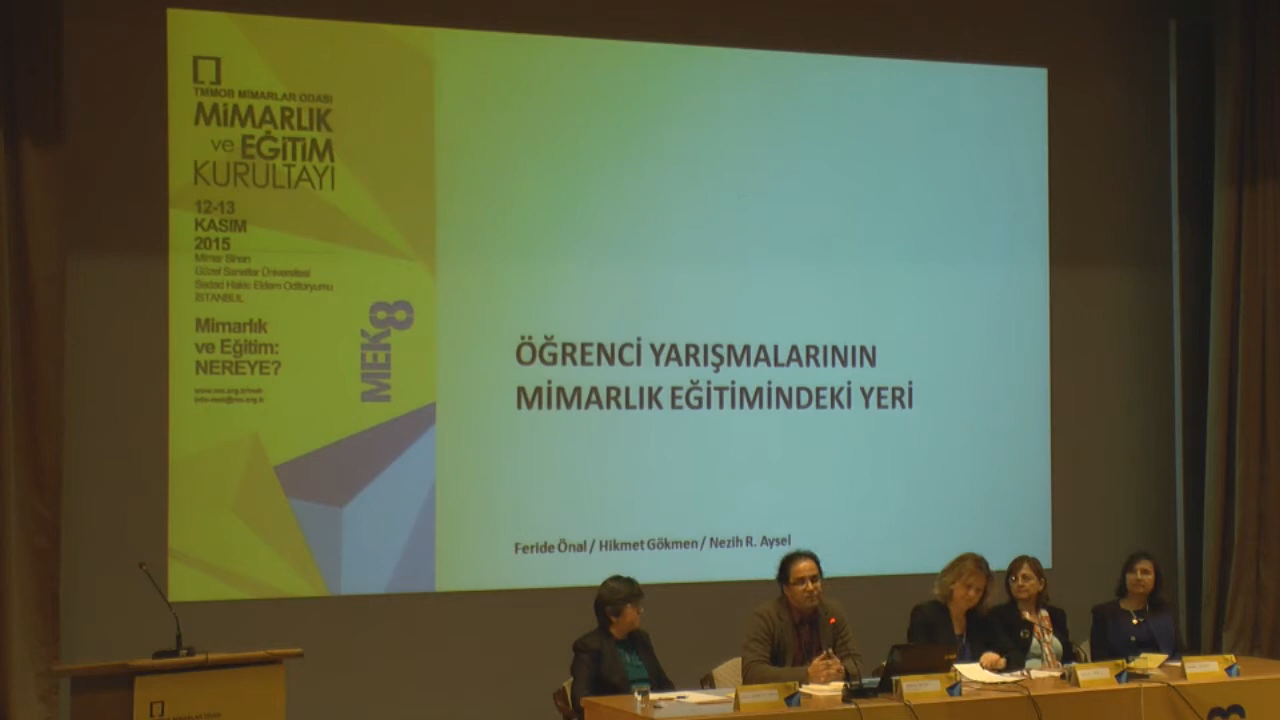 TMMOB MİMARLAR ODASI
MİMARLIK
ve EĞİTİM
KURULTAYI
12-13
KASIM
2015
Mimar Sinan
Güzel Sanatlar Üniversitesi
Sedad Hakkı Eldem Oditoryumu
İSTANBUL
Mimarlık
ve Eğitim:
NEREYE?
MEK8
ÖĞRENCİ YARIŞMALARININ
MİMARLIK EĞİTİMİNDEKİ YERİ
Feride Önal / Hikmet Gökmen / Nezih R. Aysel